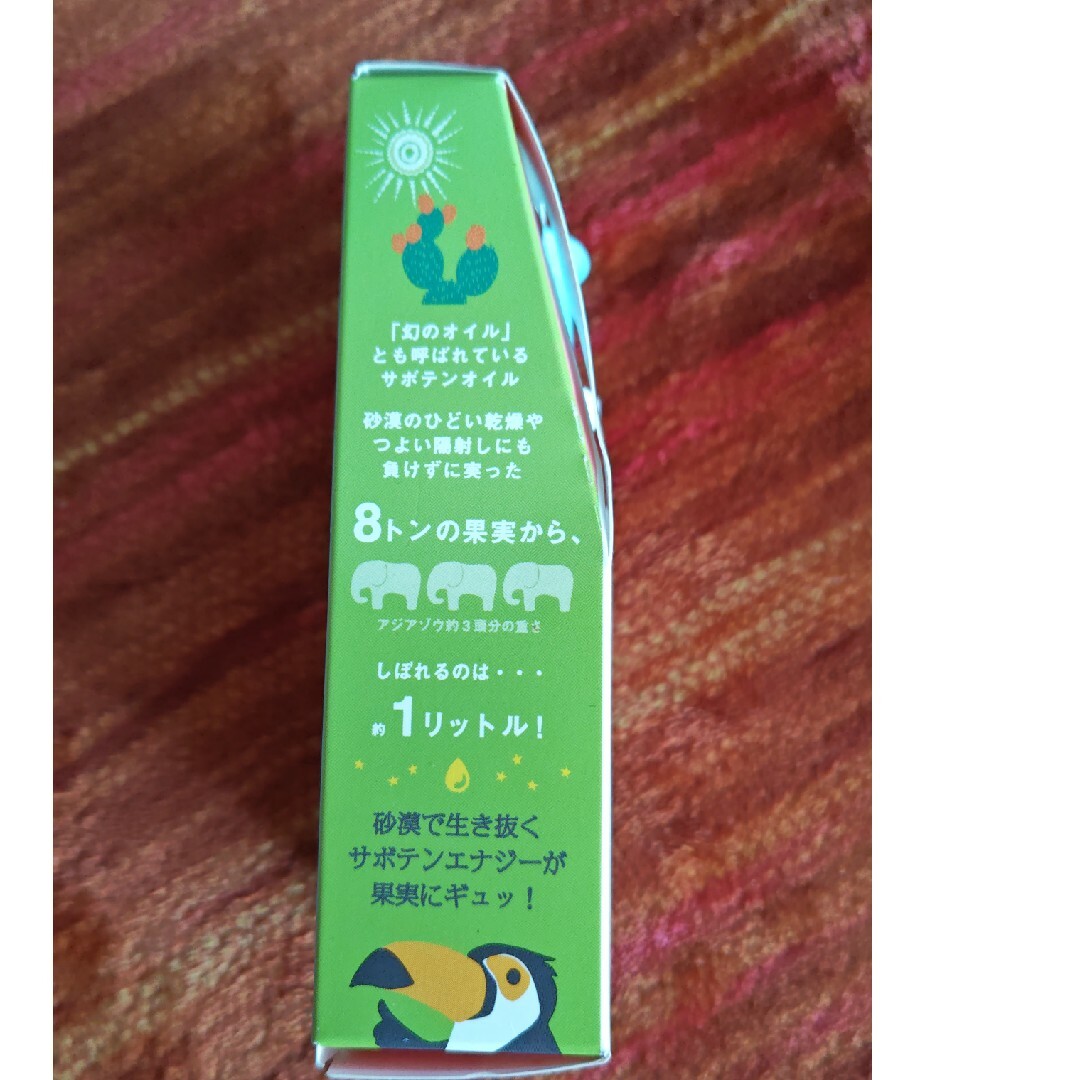 「幻のオイル」
とも呼ばれている
サボテンオイル
砂漠のひどい乾燥や
つよい陽射しにも
負けずに実った
8トンの果実から、
アジアゾウ約3頭分の重さ
しぼれるのは・・・
約1リットル!
砂漠で生き抜く
サボテンエナジーが
果実にギュッ!